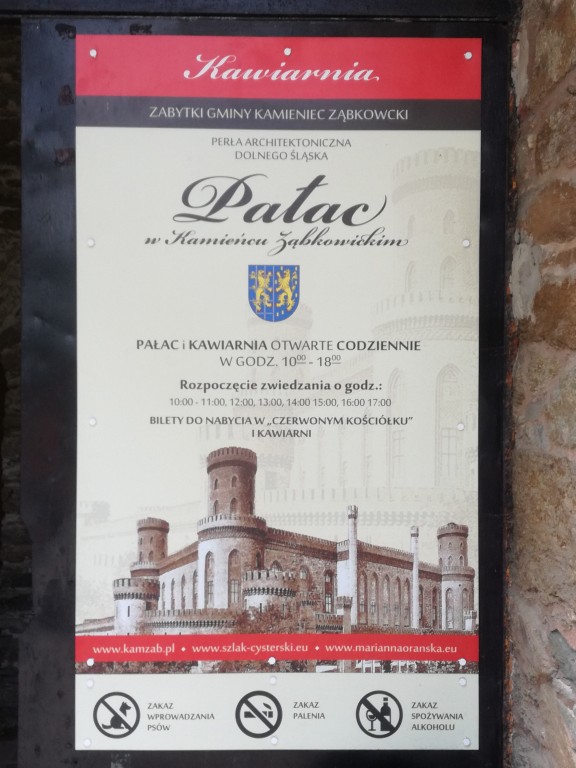 Kawiarnia
ZABYTKI GMINY KAMIENIEC ZĄBKOWCKI
PERŁA ARCHITEKTONICZNA
DOLNEGO ŚLĄSKA
Pałac
w Kamieńcu Ząbkowickim
PAŁAC i KAWIARNIA OTWARTE CODZIENNIE
W GODZ. 10⁰⁰ - 18⁰⁰
Rozpoczęcie zwiedzania o godz.:
10:00 - 11:00, 12:00, 13:00, 14:00 15:00, 16:00 17:00
BILETY DO NABYCIA W „CZERWONYM KOŚCIÓŁKU"
I KAWIARNI
www.kamzab.pl • www.szlak-cysterski.eu • www.mariannaoranska.eu
ZAKAZ
WPROWADZANIA
PSÓW
ZAKAZ
PALENIA
ZAKAZ
SPOŻYWANIA
ALKOHOLU